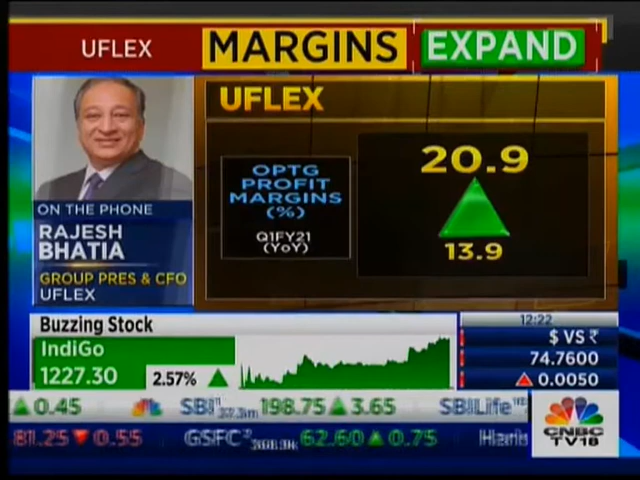 UFLEX MARGINS EXPAND
UFLEX
OPTG
PROFIT
MARGINS
(%)
Q1FY21
(YoY)
20.9
13.9
ON THE PHONE
RAJESH
BHATIA
GROUP PRES & CFO
UFLEX
Buzzing Stock
IndiGo
1227.30
2.57%
12:22
$ VS ₹
74.7600
0.0050
0.45 SBI 198.75 3.65 SBILife
81.25 0.55 GSFC 62.60 0.75
CNBC
TV18